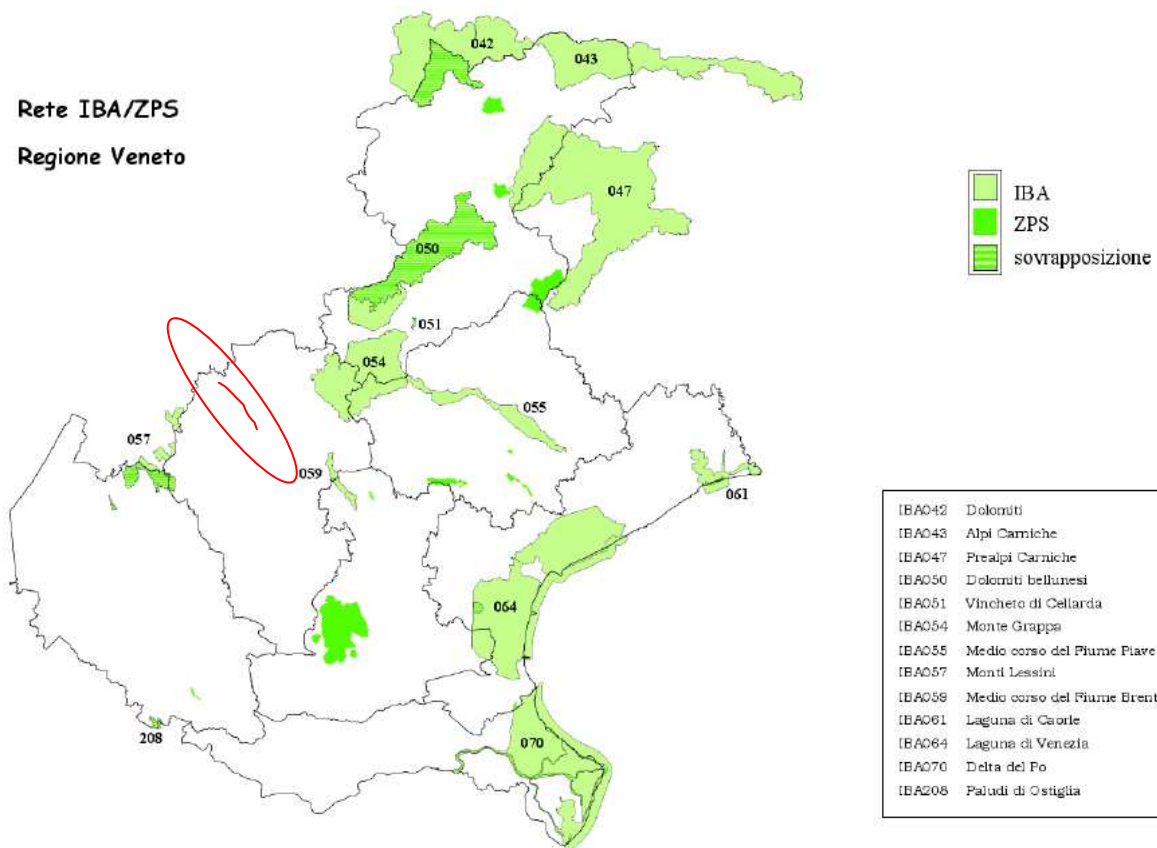 Rete IBA/ZPS
Regione Veneto
042
043
047
050
051
054
055
057
059
061
064
070
208
IBA
ZPS
sovrapposizione
IBA042 Dolomiti
IBA043 Alpi Carniche
IBA047 Prealpi Carniche
IBA050 Dolomiti bellunesi
IBA051 Vincheto di Cellarda
IBA054 Monte Grappa
IBA055 Medio corso del Fiume Piave
IBA057 Monti Lessini
IBA059 Medio corso del Fiume Brent
IBA061 Laguna di Caorle
IBA064 Laguna di Venezia
IBA070 Delta del Po
IBA208 Paludi di Ostiglia